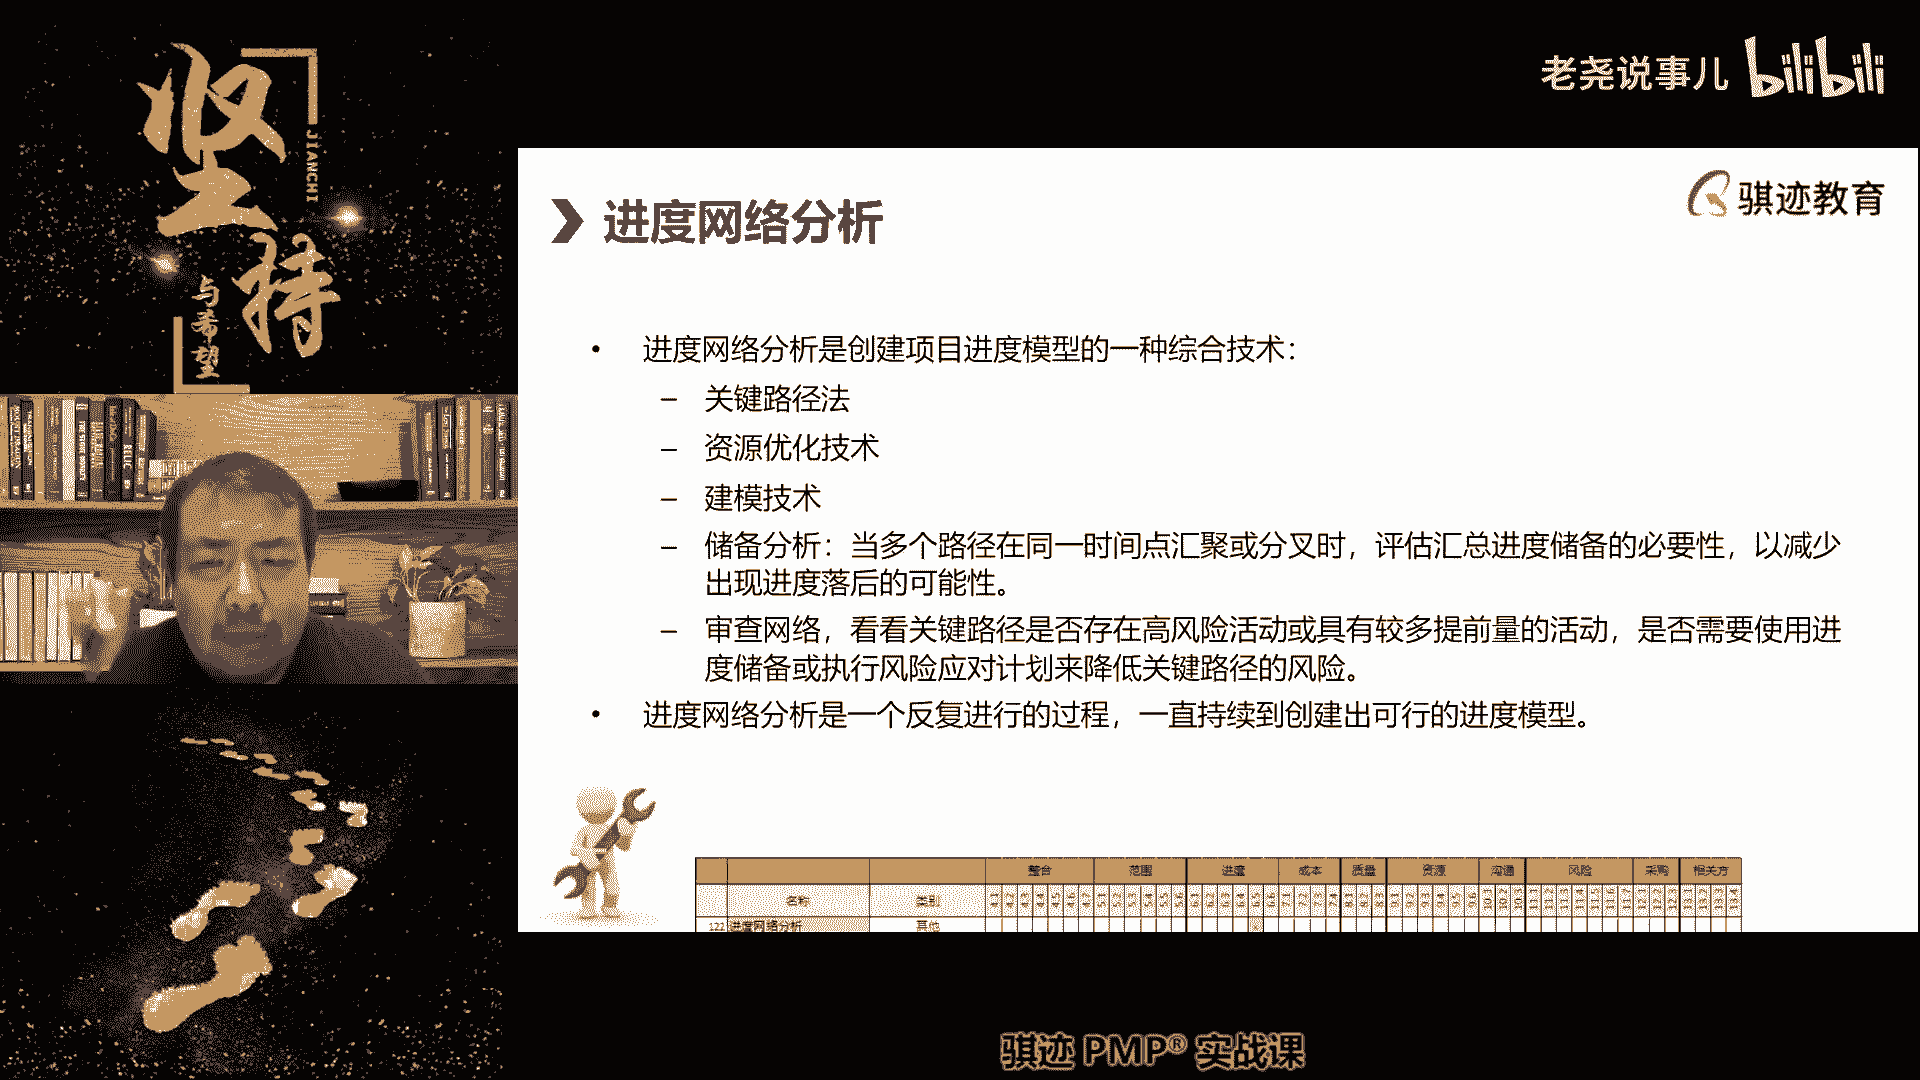 坚持
JIANCHI
与希望
老尧说事儿 bilibili
骐迹教育
进度网络分析
• 进度网络分析是创建项目进度模型的一种综合技术：
– 关键路径法
– 资源优化技术
– 建模技术
– 储备分析：当多个路径在同一时间点汇聚或分叉时，评估汇总进度储备的必要性，以减少
出现进度落后的可能性。
– 审查网络，看看关键路径是否存在高风险活动或具有较多提前量的活动，是否需要使用进
度储备或执行风险应对计划来降低关键路径的风险。
• 进度网络分析是一个反复进行的过程，一直持续到创建出可行的进度模型。
整合 范围 进度 成本 质量 资源 沟通 风险 采购 相关方
名称 类别
121 进度网络分析 其他
骐迹 PMP® 实战课